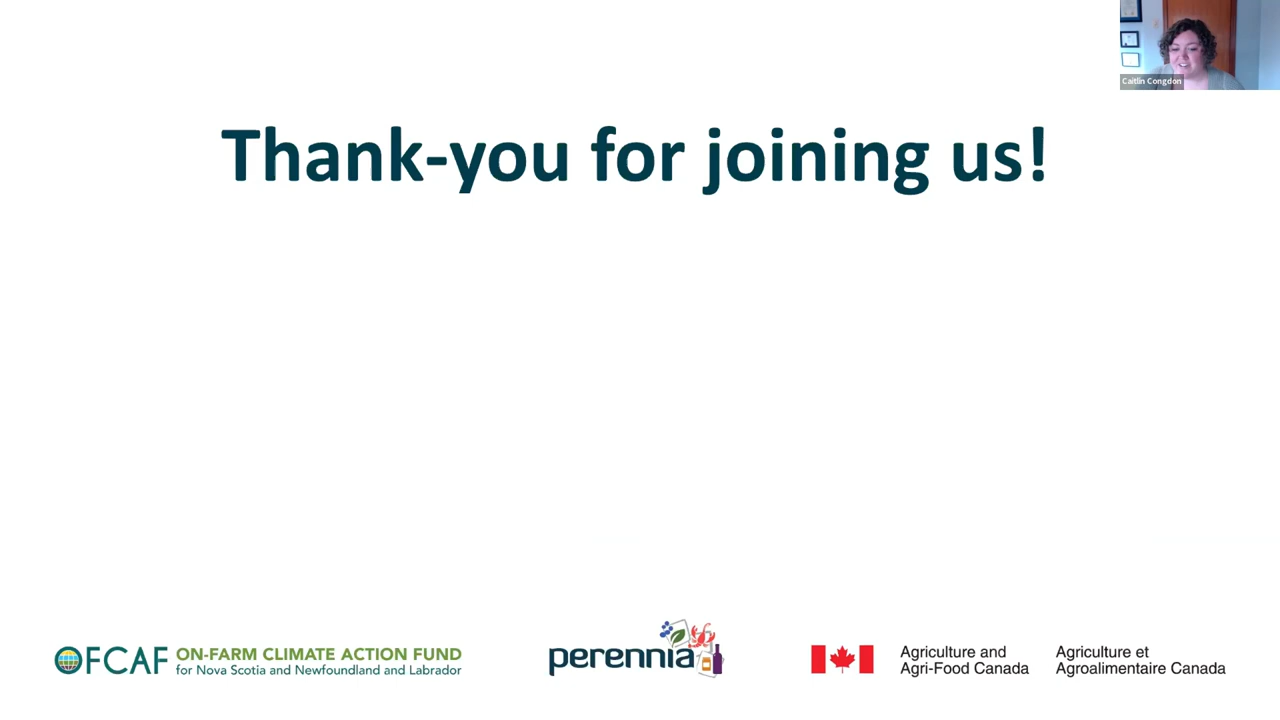 Caitlin Congdon
Thank-you for joining us!
OFCAF ON-FARM CLIMATE ACTION FUND
for Nova Scotia and Newfoundland and Labrador
perennia
Agriculture and
Agri-Food Canada
Agriculture et
Agroalimentaire Canada